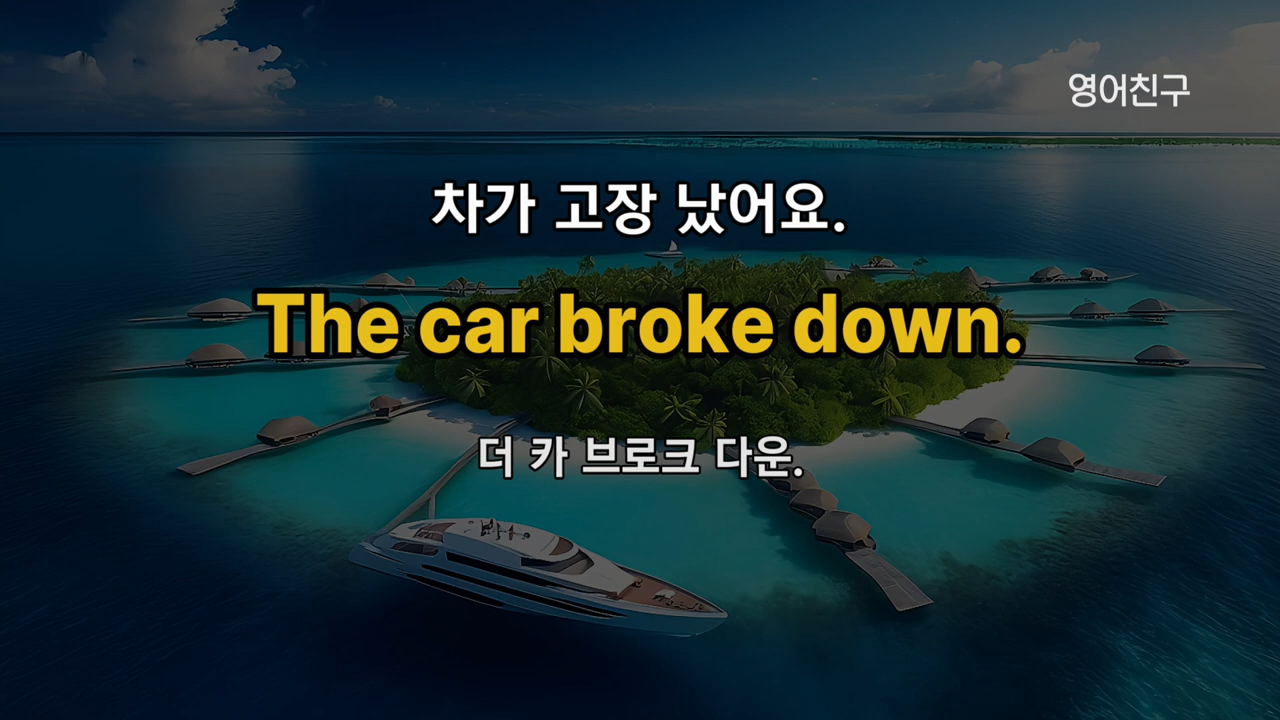 영어친구
차가 고장 났어요.
The car broke down.
더 카 브로크 다운.